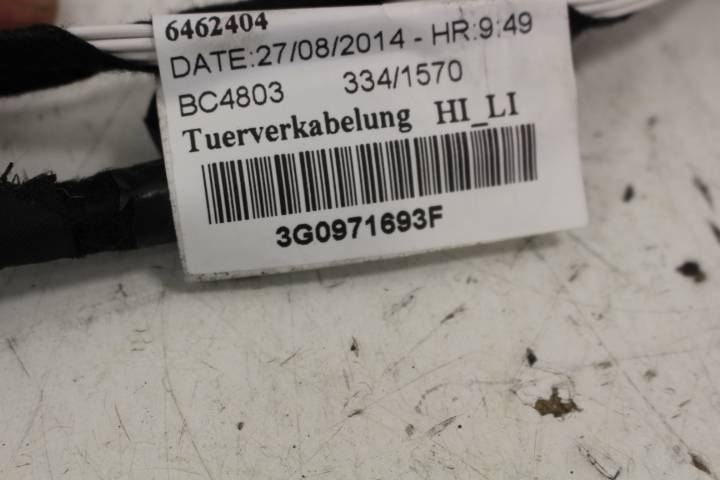 6462404
DATE:27/08/2014 - HR:9:49
BC4803 334/1570
Tuerverkabelung HI_LI
3G0971693F